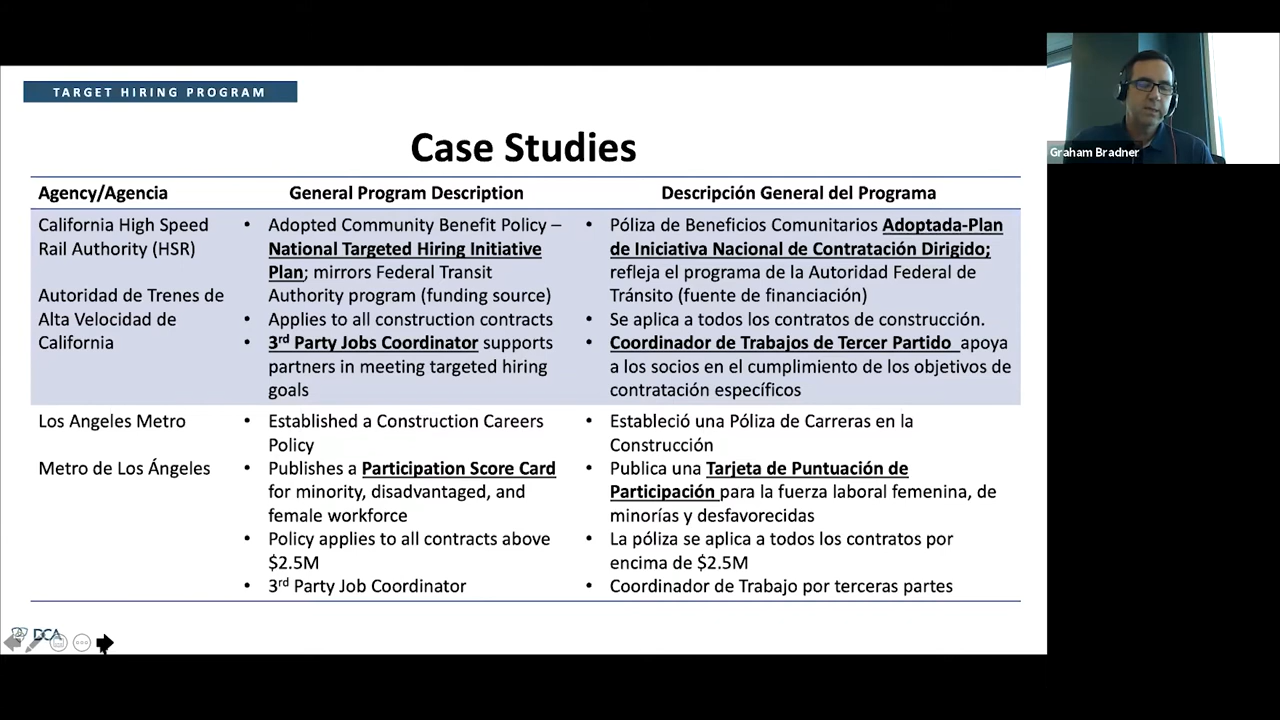 TARGET HIRING PROGRAM
Graham Bradner
Case Studies
Agency/Agencia
General Program Description
Descripción General del Programa
California High Speed
Rail Authority (HSR)
Autoridad de Trenes de
Alta Velocidad de
California
• Adopted Community Benefit Policy –
National Targeted Hiring Initiative
Plan; mirrors Federal Transit
Authority program (funding source)
• Applies to all construction contracts
• 3rd Party Jobs Coordinator supports
partners in meeting targeted hiring
goals
• Póliza de Beneficios Comunitarios Adoptada-Plan
de Iniciativa Nacional de Contratación Dirigido;
refleja el programa de la Autoridad Federal de
Tránsito (fuente de financiación)
• Se aplica a todos los contratos de construcción.
• Coordinador de Trabajos de Tercer Partido apoya
a los socios en el cumplimiento de los objetivos de
contratación específicos
Los Angeles Metro
Metro de Los Ángeles
• Established a Construction Careers
Policy
• Publishes a Participation Score Card
for minority, disadvantaged, and
female workforce
• Policy applies to all contracts above
$2.5M
• 3rd Party Job Coordinator
• Estableció una Póliza de Carreras en la
Construcción
• Publica una Tarjeta de Puntuación de
Participación para la fuerza laboral femenina, de
minorías y desfavorecidas
• La póliza se aplica a todos los contratos por
encima de $2.5M
• Coordinador de Trabajo por terceras partes
DCA